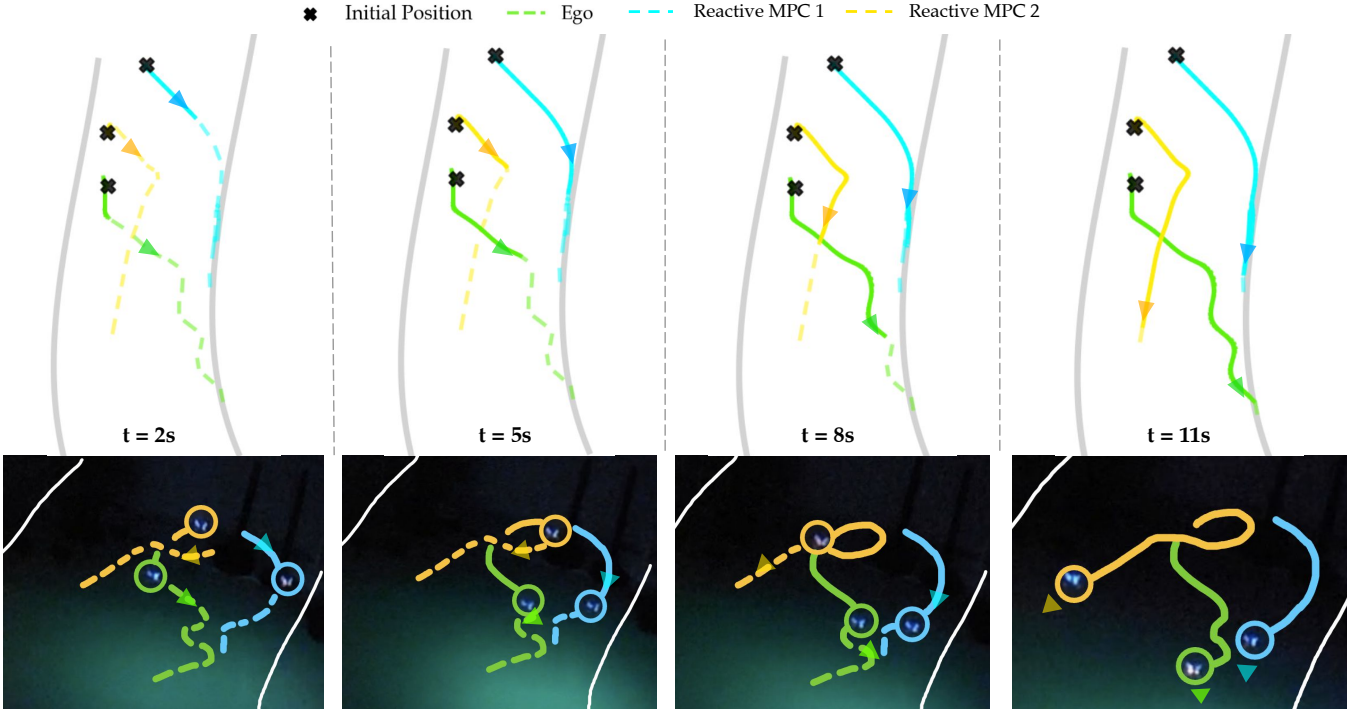 Initial Position Ego Reactive MPC 1 Reactive MPC 2
t = 2s t = 5s t = 8s t = 11s